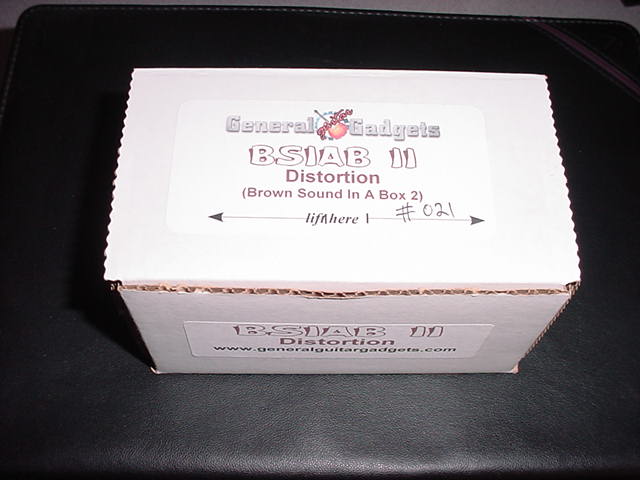 General guitar Gadgets
BSIAB II
Distortion
(Brown Sound In A Box 2)
lift here
# 021
BSIAB II
Distortion
www.generalguitargadgets.com